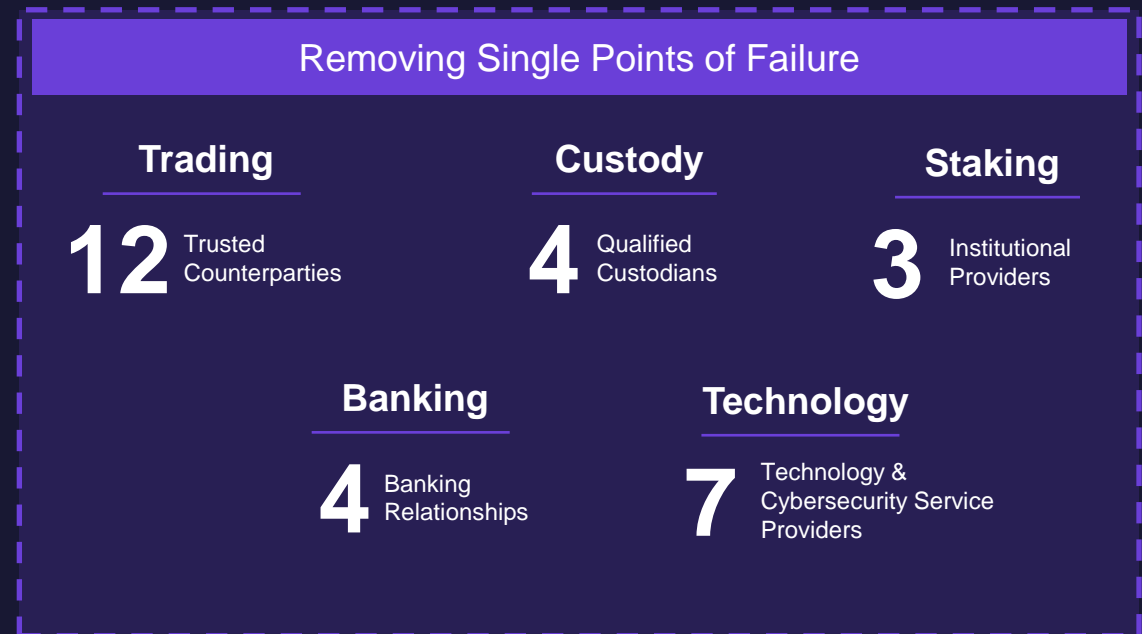 Removing Single Points of Failure
Trading
12
Trusted
Counterparties
Custody
4
Qualified
Custodians
Staking
3
Institutional
Providers
Banking
4
Banking
Relationships
Technology
7
Technology &
Cybersecurity Service
Providers